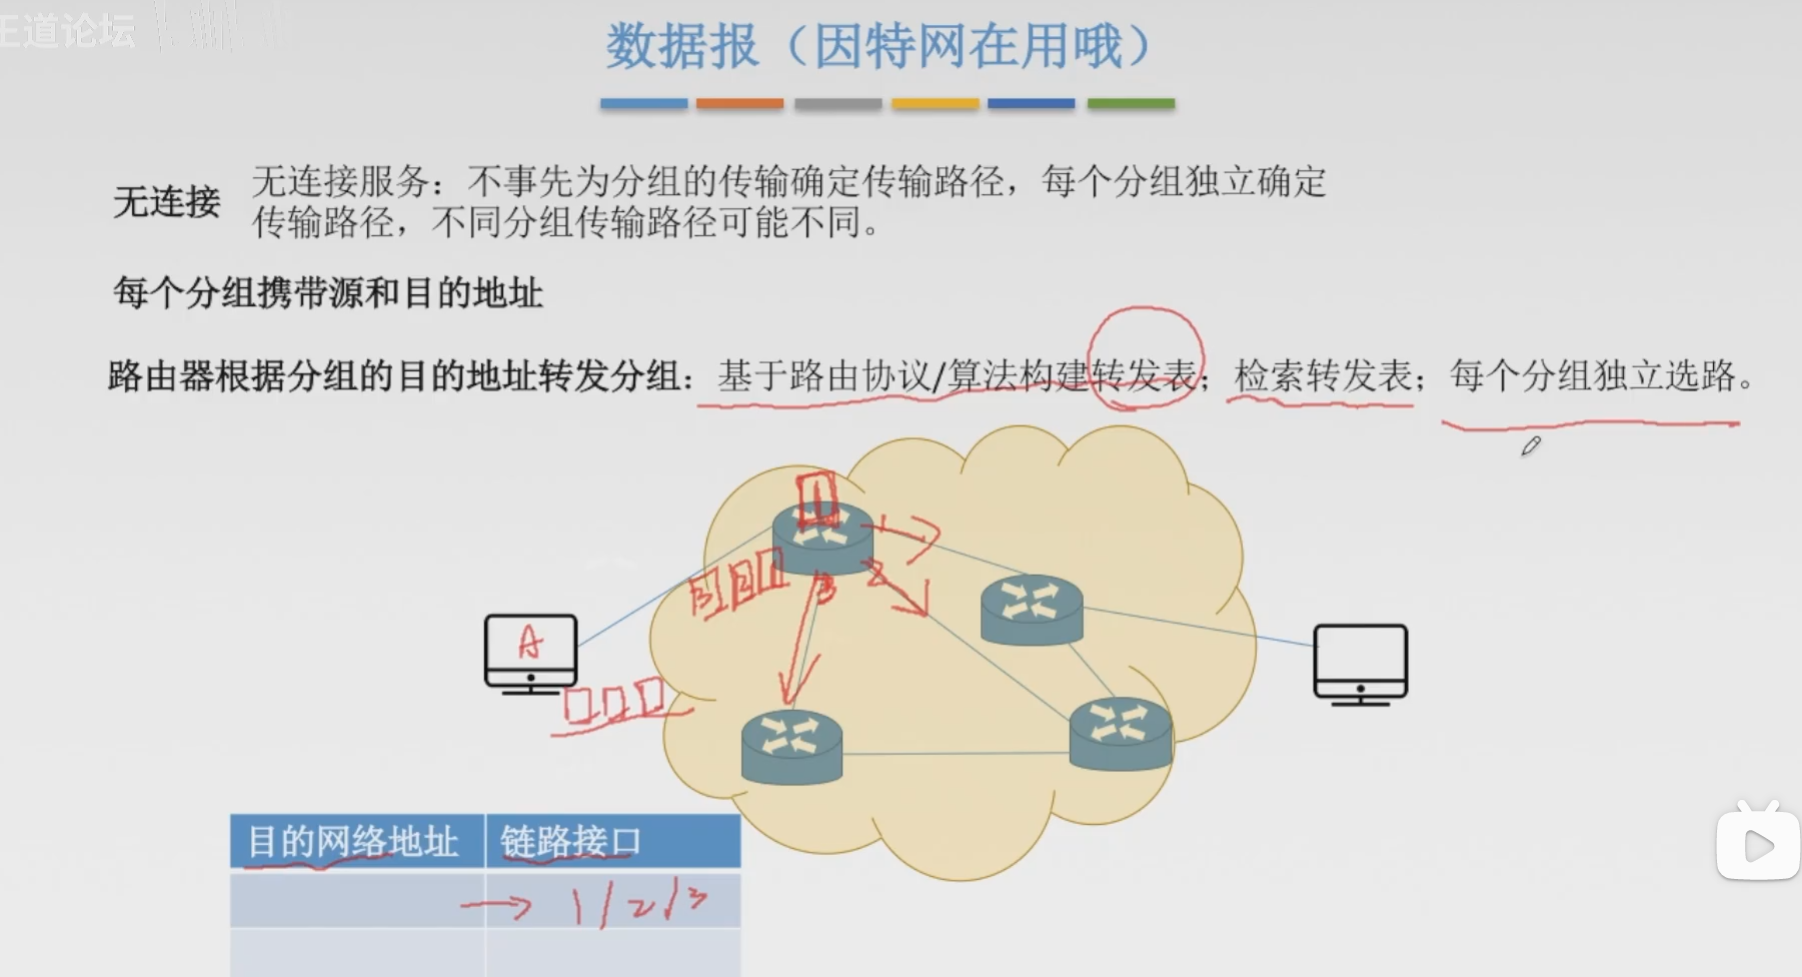 王道论坛
数据报（因特网在用哦）
无连接
无连接服务：不事先为分组的传输确定传输路径，每个分组独立确定
传输路径，不同分组传输路径可能不同。
每个分组携带源和目的地址
路由器根据分组的目的地址转发分组：基于路由协议/算法构建转发表；检索转发表；每个分组独立选路。
1
1
3 2 1
3
2
A
目的网络地址 链路接口
→ 1/2/3